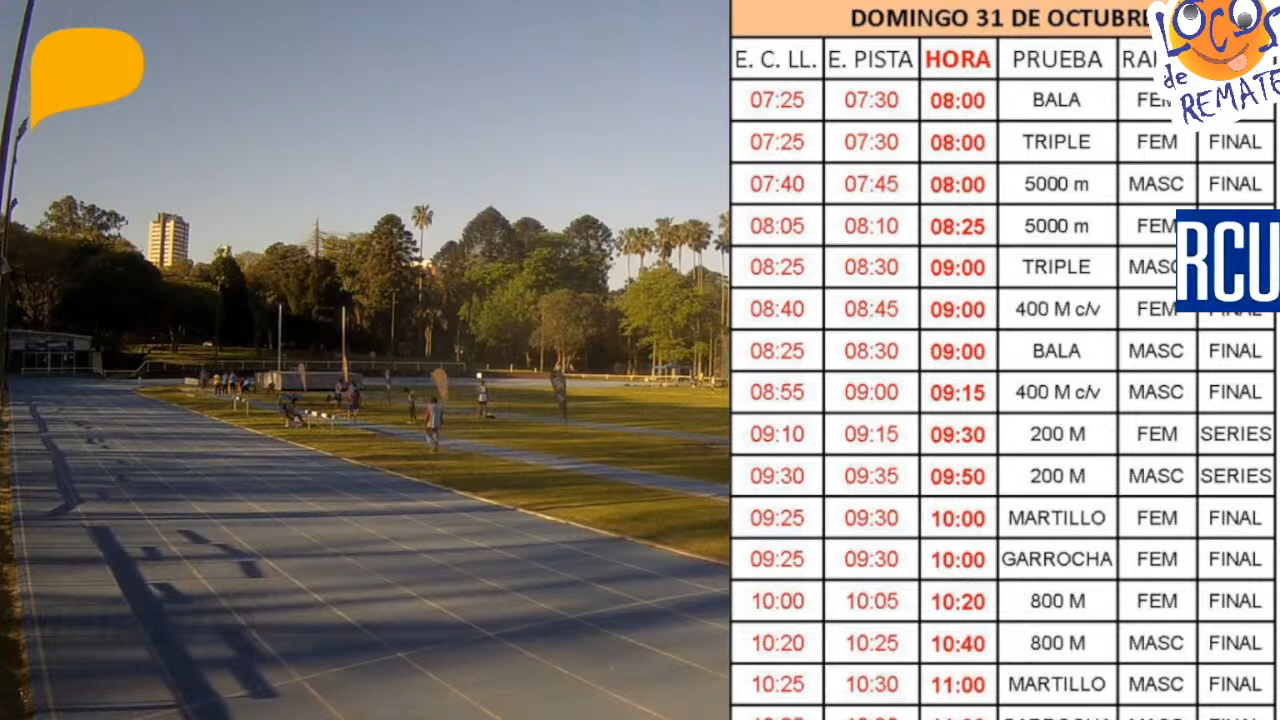 DOMINGO 31 DE OCTUBRE
LOCOS
de
REMATE
E. C. LL. E. PISTA HORA PRUEBA
07:25 07:30 08:00 BALA
07:25 07:30 08:00 TRIPLE FEM FINAL
07:40 07:45 08:00 5000 m MASC FINAL
08:05 08:10 08:25 5000 m FEM
RCU
08:25 08:30 09:00 TRIPLE MASC
08:40 08:45 09:00 400 M c/v FEM FINAL
08:25 08:30 09:00 BALA MASC FINAL
08:55 09:00 09:15 400 M c/v MASC FINAL
09:10 09:15 09:30 200 M FEM SERIES
09:30 09:35 09:50 200 M MASC SERIES
09:25 09:30 10:00 MARTILLO FEM FINAL
09:25 09:30 10:00 GARROCHA FEM FINAL
10:00 10:05 10:20 800 M FEM FINAL
10:20 10:25 10:40 800 M MASC FINAL
10:25 10:30 11:00 MARTILLO MASC FINAL